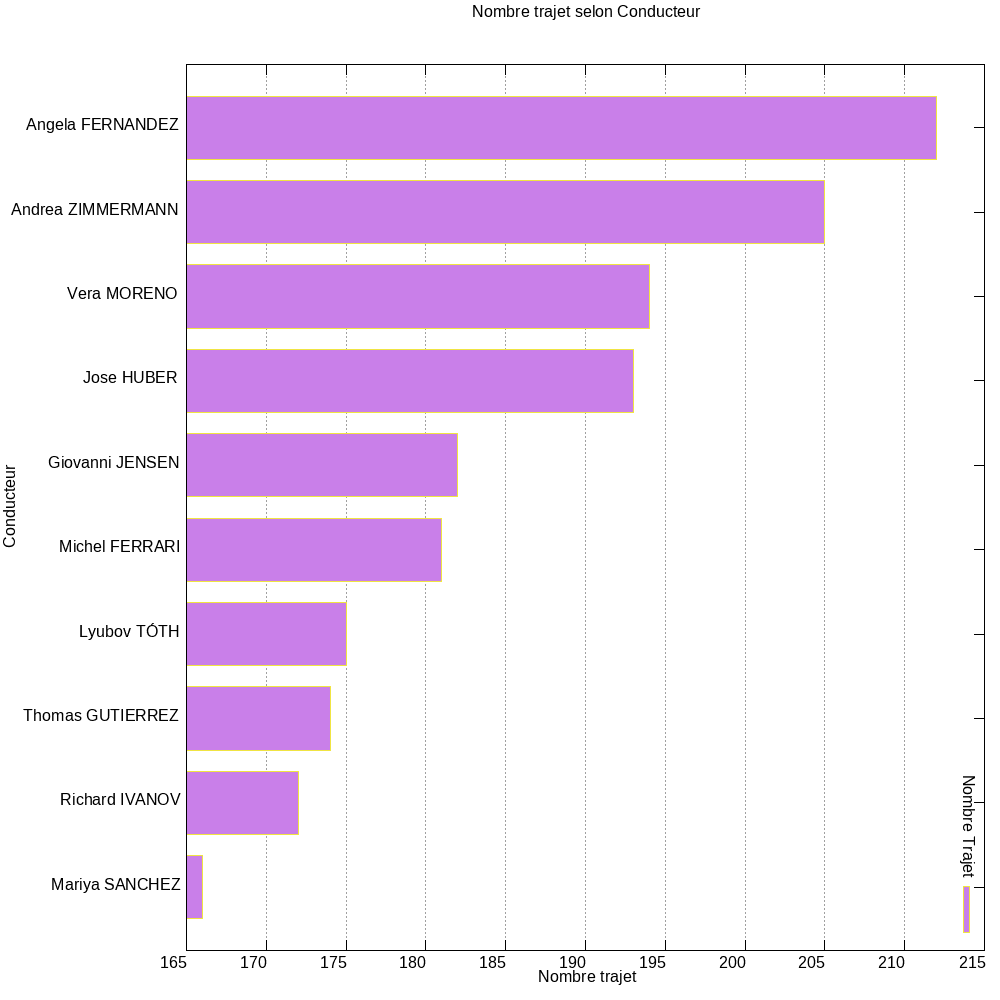 Nombre trajet selon Conducteur
Angela FERNANDEZ
Andrea ZIMMERMANN
Vera MORENO
Jose HUBER
Giovanni JENSEN
Michel FERRARI
Lyubov TÓTH
Thomas GUTIERREZ
Richard IVANOV
Mariya SANCHEZ
Conducteur
Nombre Trajet
165 170 175 180 185 190 195 200 205 210 215
Nombre trajet